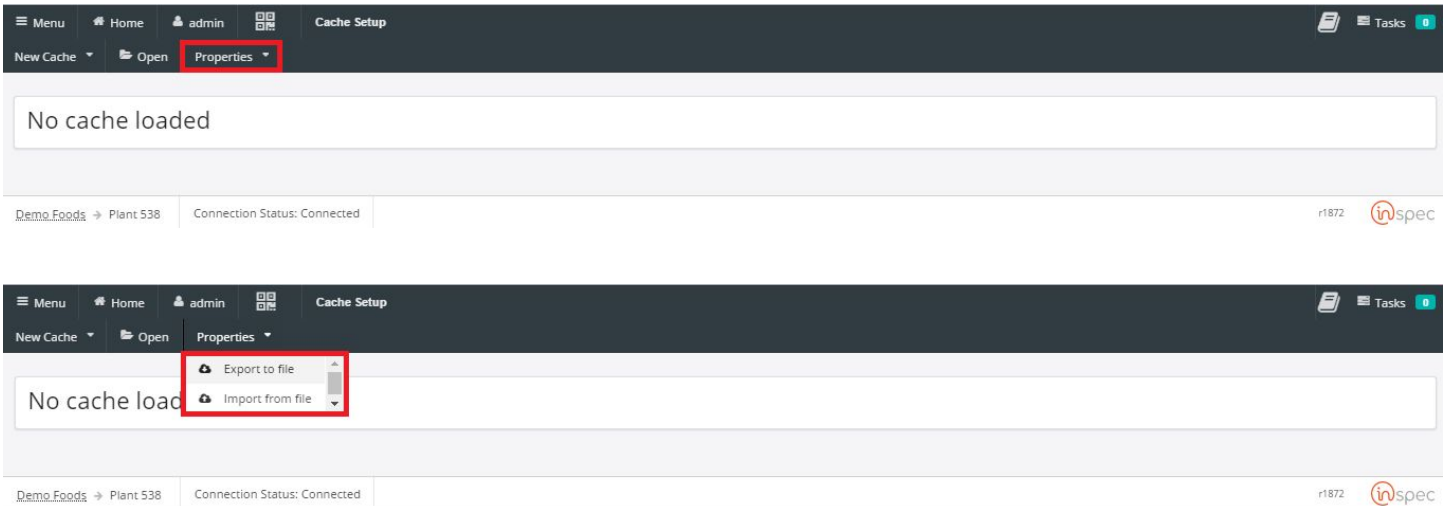 Menu Home admin Cache Setup Tasks 0
New Cache Open Properties
No cache loaded
Demo Foods → Plant 538 Connection Status: Connected r1872 inspec
Menu Home admin Cache Setup Tasks 0
New Cache Open Properties
Export to file
No cache load Import from file
Demo Foods → Plant 538 Connection Status: Connected r1872 inspec